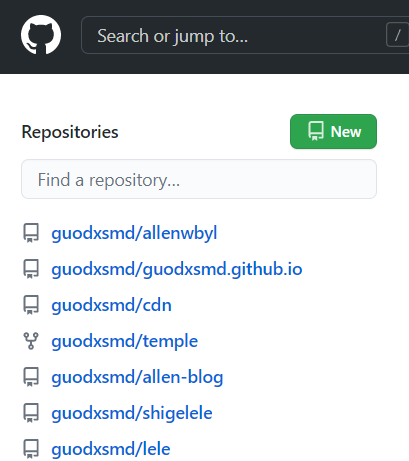 Search or jump to...
/
Repositories
New
Find a repository...
guodxsmd/allenwbyl
guodxsmd/guodxsmd.github.io
guodxsmd/cdn
guodxsmd/temple
guodxsmd/allen-blog
guodxsmd/shigelele
guodxsmd/lele